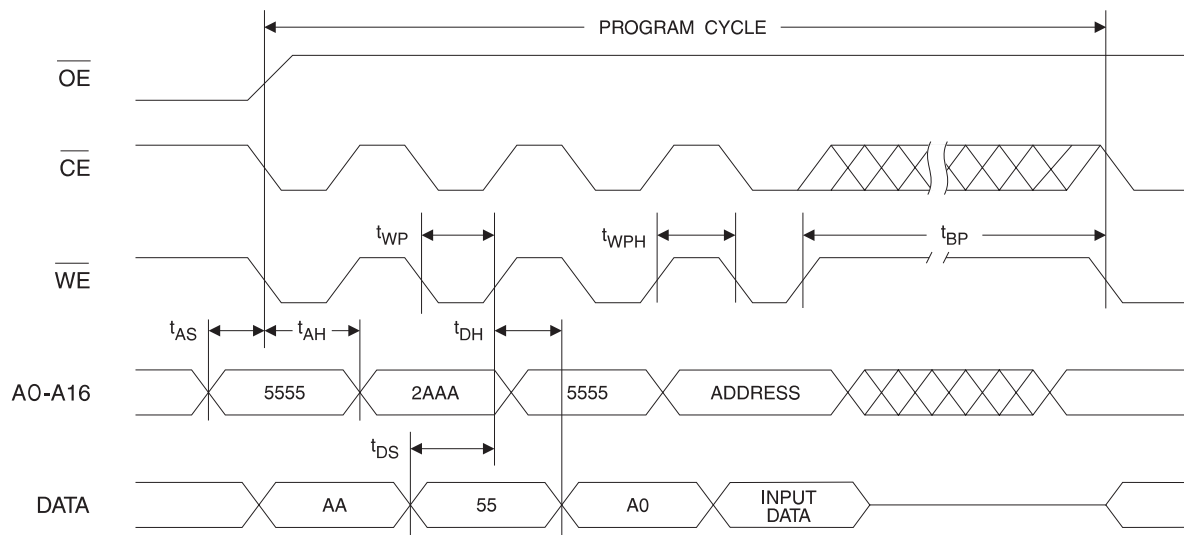 PROGRAM CYCLE
OE
CE
tWP
tWPH
tBP
WE
tAS
tAH
tDH
A0-A16
5555
2AAA
5555
ADDRESS
tDS
DATA
AA
55
A0
INPUT
DATA